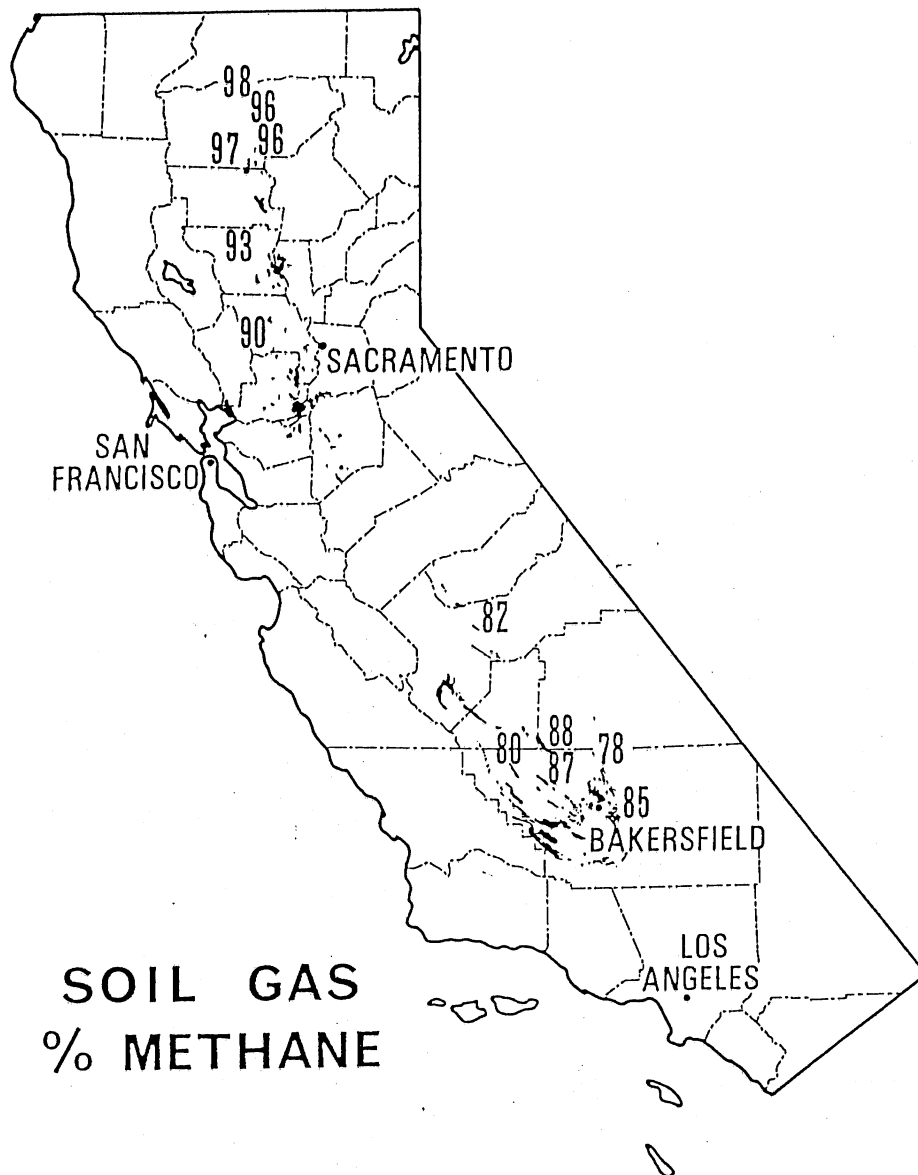 98
96
96
97
93
90
SACRAMENTO
SAN
FRANCISCO
82
88
80
78
87
85
BAKERSFIELD
LOS
ANGELES
SOIL GAS
% METHANE